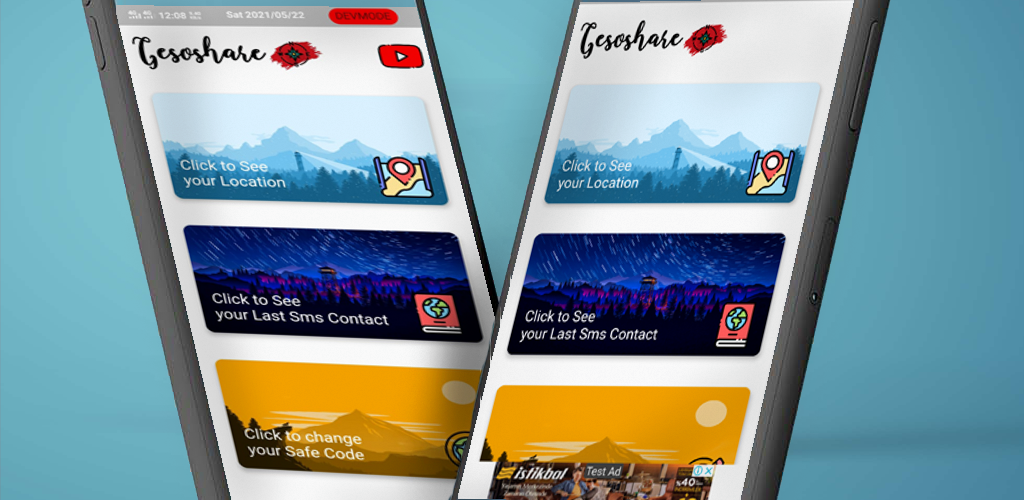 12:08
Sat 2021/05/22
DEVMODE
Gesoshare
Click to See
your Location
Click to See
your Last Sms Contact
Click to change
your Safe Code
Gesoshare
Click to See
your Location
Click to See
your Last Sms Contact
istikbal
Test Ad
%40